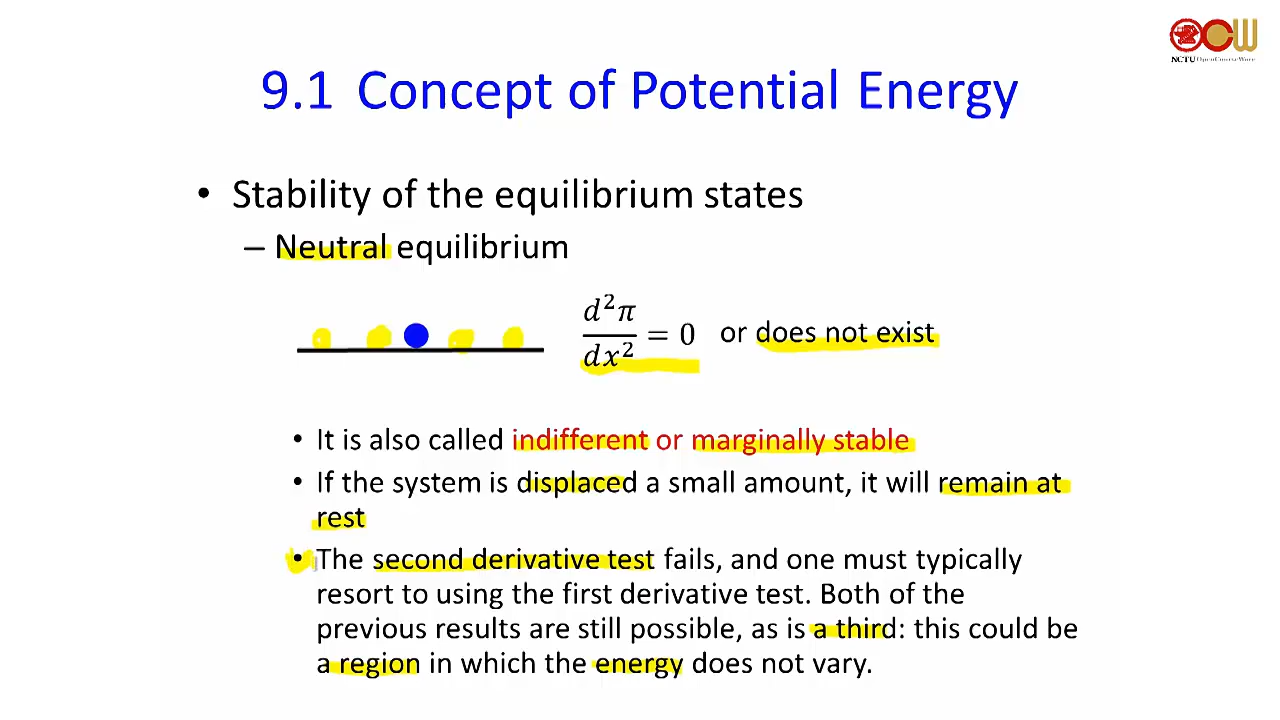 NCTU OpenCourseWare
9.1 Concept of Potential Energy
• Stability of the equilibrium states
– Neutral equilibrium
d²π/dx² = 0 or does not exist
• It is also called indifferent or marginally stable
• If the system is displaced a small amount, it will remain at
rest
• The second derivative test fails, and one must typically
resort to using the first derivative test. Both of the
previous results are still possible, as is a third: this could be
a region in which the energy does not vary.